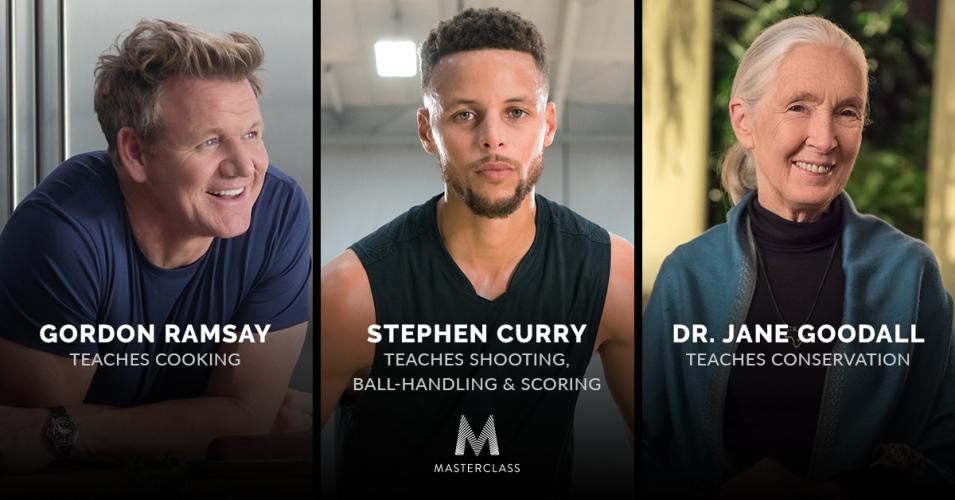 GORDON RAMSAY
TEACHES COOKING
STEPHEN CURRY
TEACHES SHOOTING,
BALL-HANDLING & SCORING
M
MASTERCLASS
DR. JANE GOODALL
TEACHES CONSERVATION